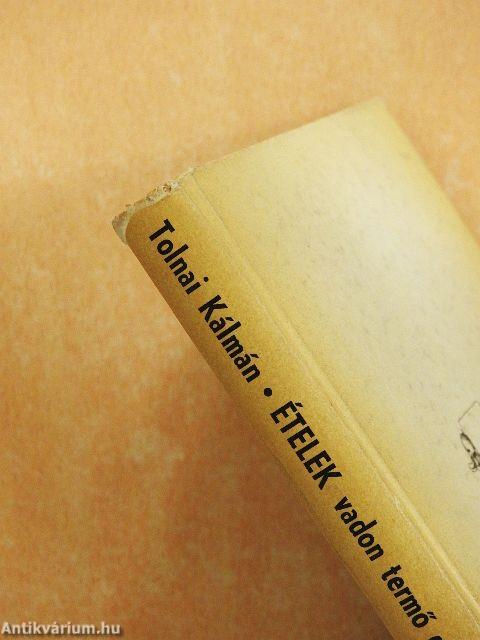 Tolnai Kálmán • ÉTELEK vadon termő
Antikvárium.hu